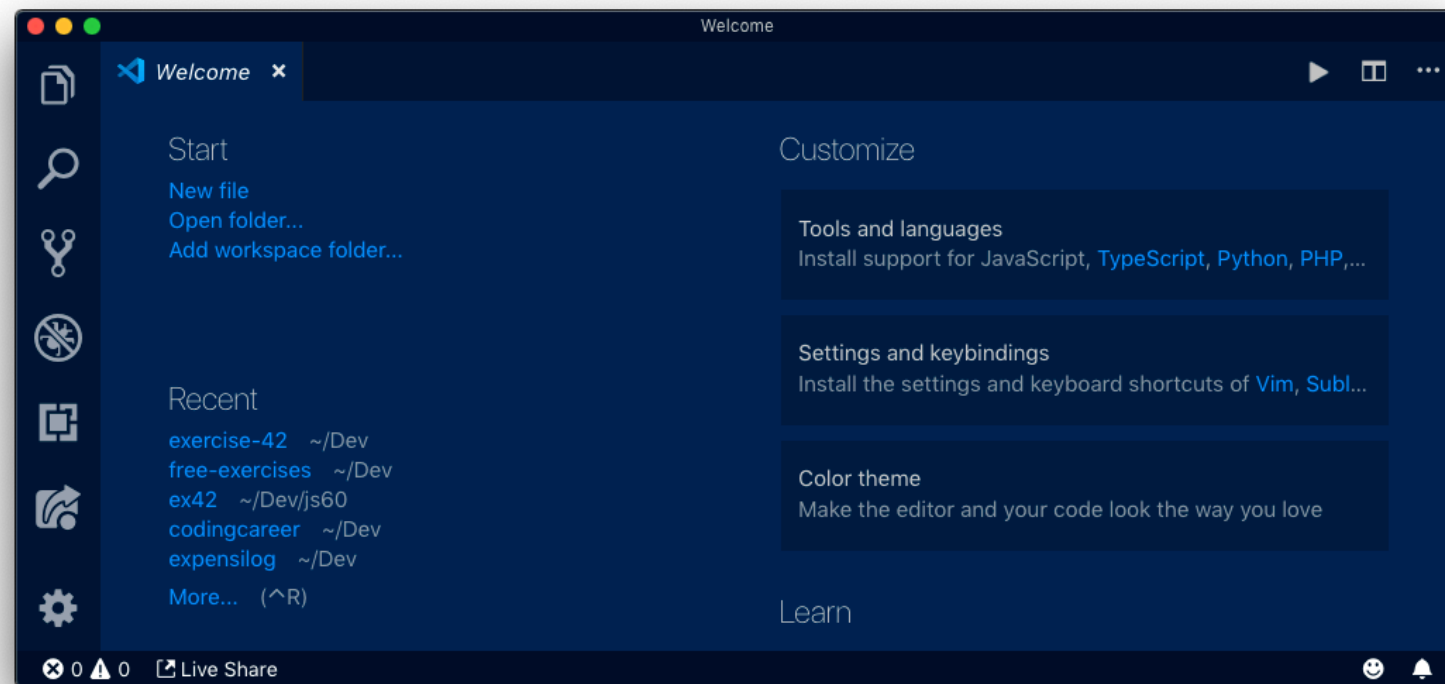 Welcome
Welcome ×
Start
New file
Open folder...
Add workspace folder...
Recent
exercise-42 ~/Dev
free-exercises ~/Dev
ex42 ~/Dev/js60
codingcareer ~/Dev
expensilog ~/Dev
More... (^R)
Customize
Tools and languages
Install support for JavaScript, TypeScript, Python, PHP,...
Settings and keybindings
Install the settings and keyboard shortcuts of Vim, Subl...
Color theme
Make the editor and your code look the way you love
Learn
0 0 Live Share